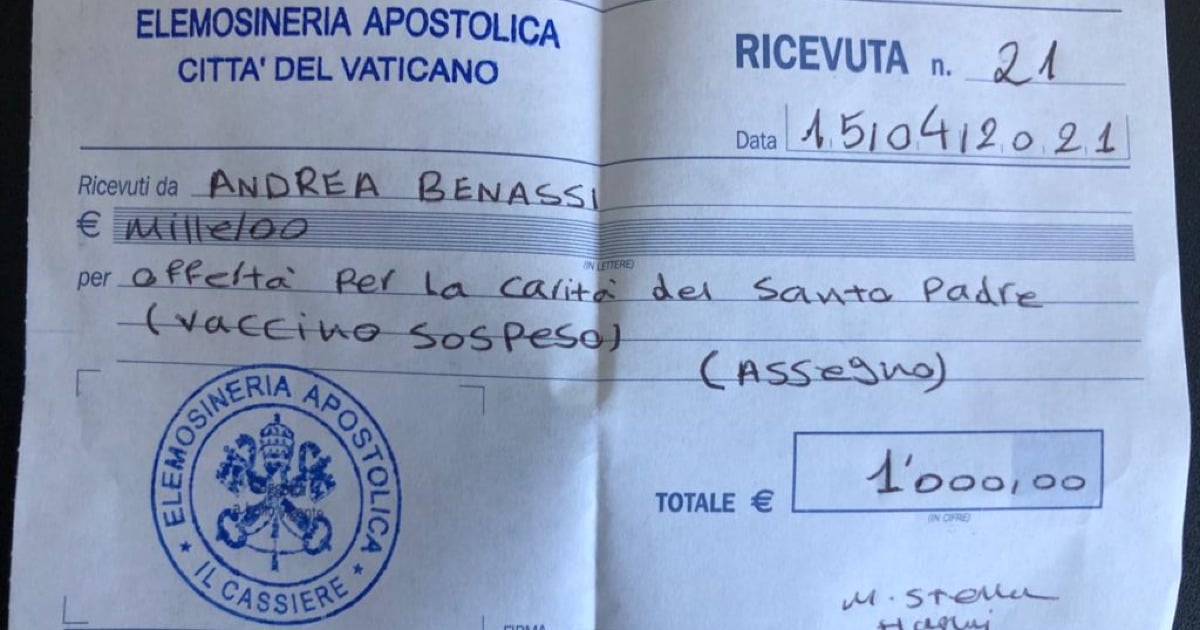 ELEMOSINERIA APOSTOLICA
CITTA' DEL VATICANO
RICEVUTA n. 21
Data 15/04/2021
Ricevuti da ANDREA BENASSI
€ Mille/00
(IN LETTERE)
per offerta per la carità del Santo Padre
(vaccino sospeso)
(Assegno)
ELEMOSINERIA APOSTOLICA
IL CASSIERE
TOTALE € 1'000,00
(IN CIFRE)
M. Stella
FIRMA